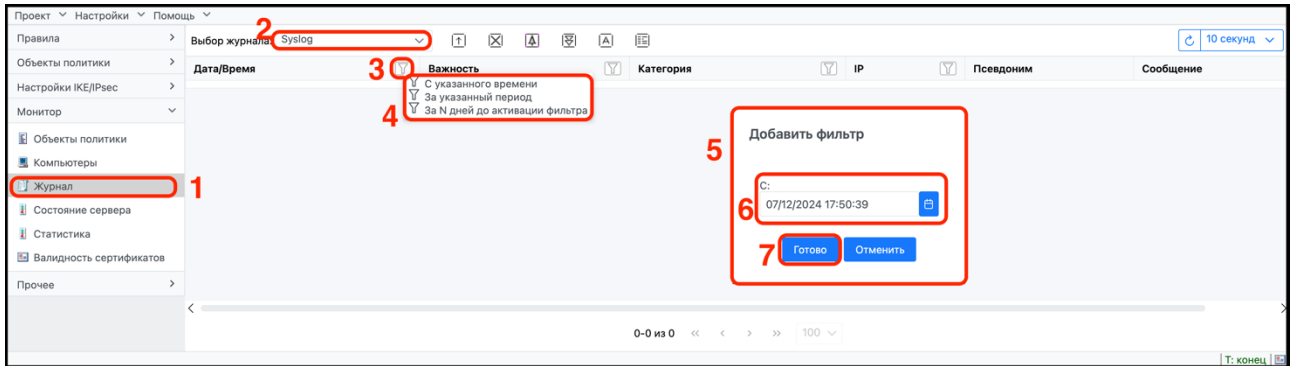 Проект Настройки Помощь
Правила
Объекты политики
Настройки IKE/IPsec
Монитор
Объекты политики
Компьютеры
Журнал
1
Состояние сервера
Статистика
Валидность сертификатов
Прочее
2
Выбор журнала: Syslog
10 секунд
Дата/Время
3
Важность
Категория
IP
Псевдоним
Сообщение
С указанного времени
За указанный период
За N дней до активации фильтра
4
5
Добавить фильтр
С:
6
07/12/2024 17:50:39
7
Готово
Отменить
0-0 из 0 << < > >> 100
Т: конец